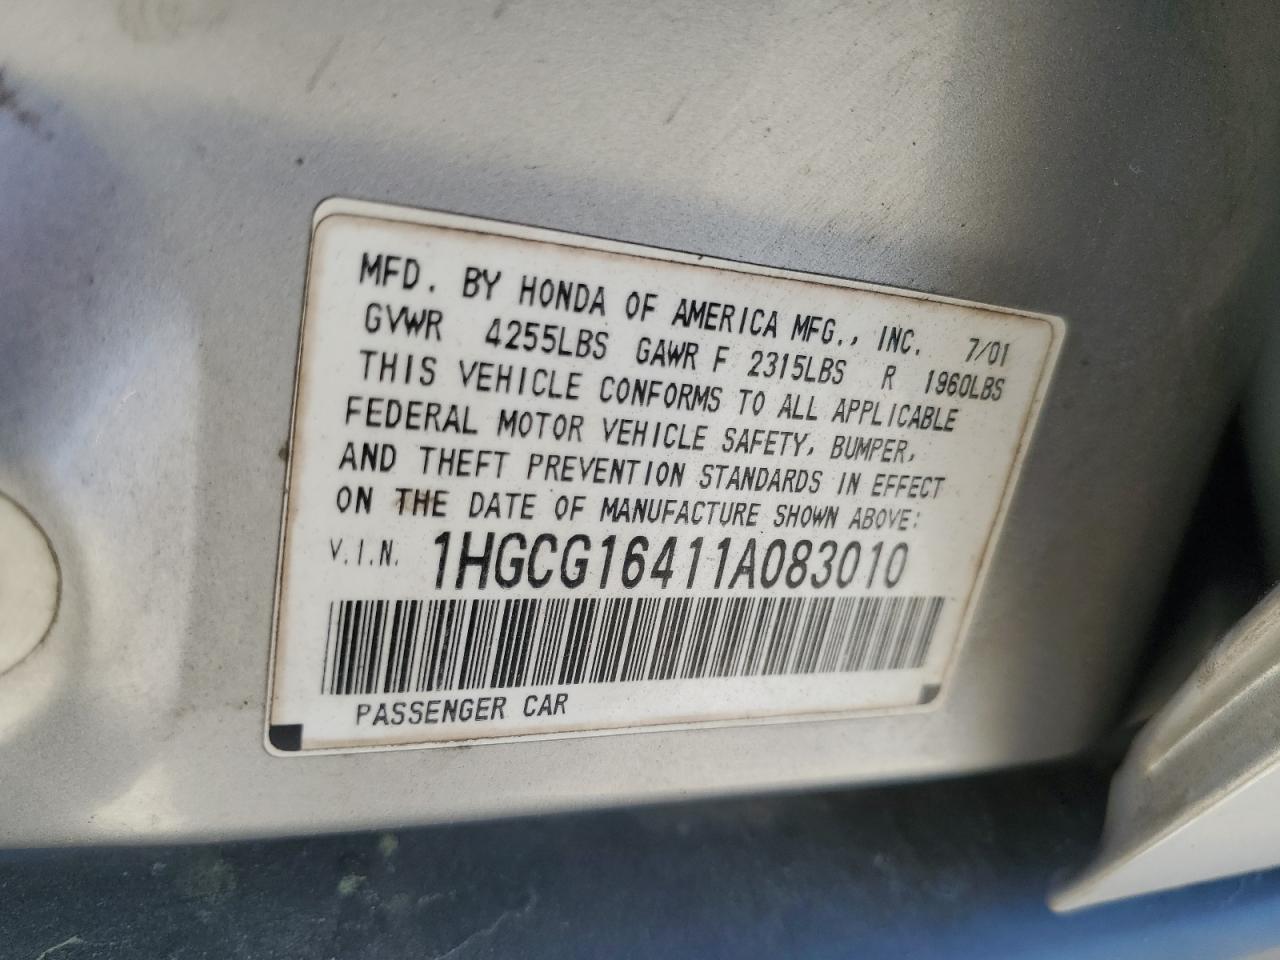 MFD. BY HONDA OF AMERICA MFG., INC. 7/01
GVWR 4255LBS GAWR F 2315LBS R 1960LBS
THIS VEHICLE CONFORMS TO ALL APPLICABLE
FEDERAL MOTOR VEHICLE SAFETY, BUMPER,
AND THEFT PREVENTION STANDARDS IN EFFECT
ON THE DATE OF MANUFACTURE SHOWN ABOVE:
V.I.N. 1HGCG16411A083010
PASSENGER CAR